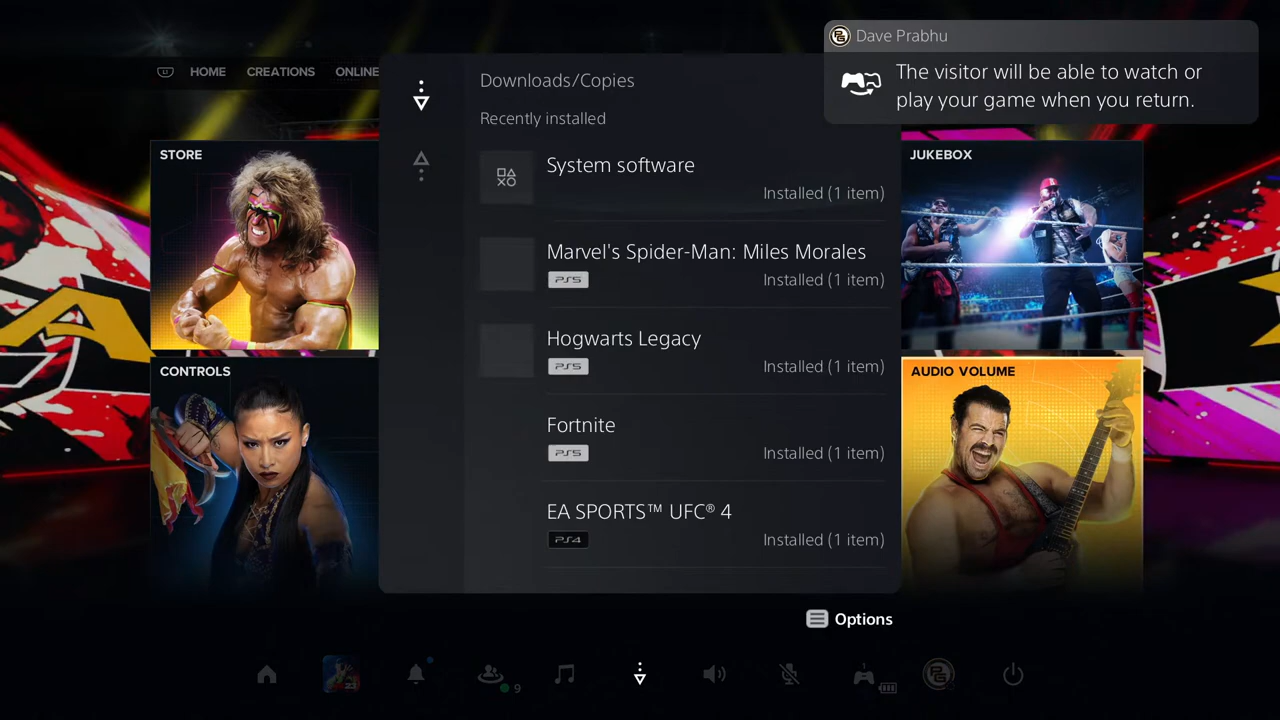 Dave Prabhu
The visitor will be able to watch or
play your game when you return.
HOME
CREATIONS
ONLINE
Downloads/Copies
Recently installed
System software
Installed (1 item)
Marvel's Spider-Man: Miles Morales
PS5
Installed (1 item)
Hogwarts Legacy
PS5
Installed (1 item)
Fortnite
PS5
Installed (1 item)
EA SPORTS™ UFC® 4
PS4
Installed (1 item)
STORE
JUKEBOX
CONTROLS
AUDIO VOLUME
Options
23
9
1